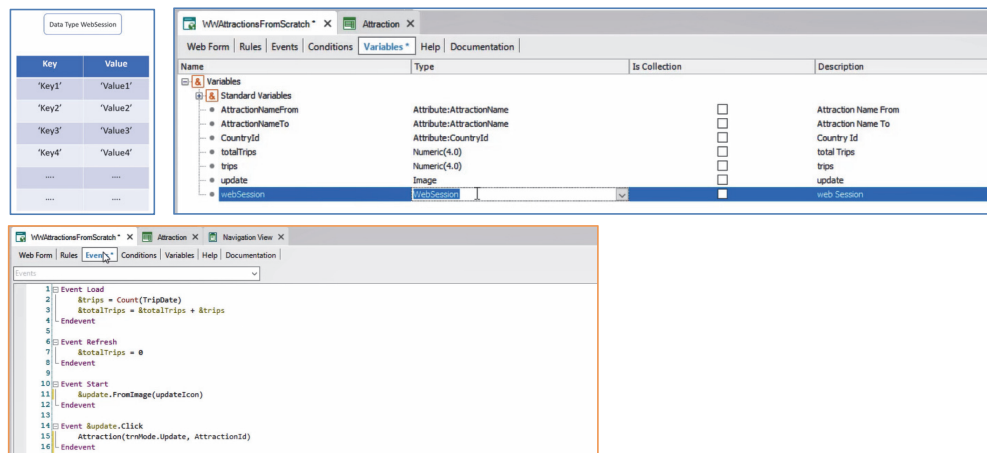 Data Type WebSession
Key Value
'Key1' 'Value1'
'Key2' 'Value2'
'Key3' 'Value3'
'Key4' 'Value4'
.... ....
.... ....
WWAttractionsFromScratch * X Attraction X
Web Form Rules Events Conditions Variables * Help Documentation
Name Type Is Collection Description
& Variables
& Standard Variables
AttractionNameFrom Attribute:AttractionName Attraction Name From
AttractionNameTo Attribute:AttractionName Attraction Name To
CountryId Attribute:CountryId Country Id
totalTrips Numeric(4.0) total Trips
trips Numeric(4.0) trips
update Image update
webSession WebSession web Session
WWAttractionsFromScratch * X Attraction X Navigation View X
Web Form Rules Events * Conditions Variables Help Documentation
Events
1 Event Load
2 &trips = Count(TripDate)
3 &totalTrips = &totalTrips + &trips
4 Endevent
5
6 Event Refresh
7 &totalTrips = 0
8 Endevent
9
10 Event Start
11 &update.FromImage(updateIcon)
12 Endevent
13
14 Event &update.Click
15 Attraction(trnMode.Update, AttractionId)
16 Endevent